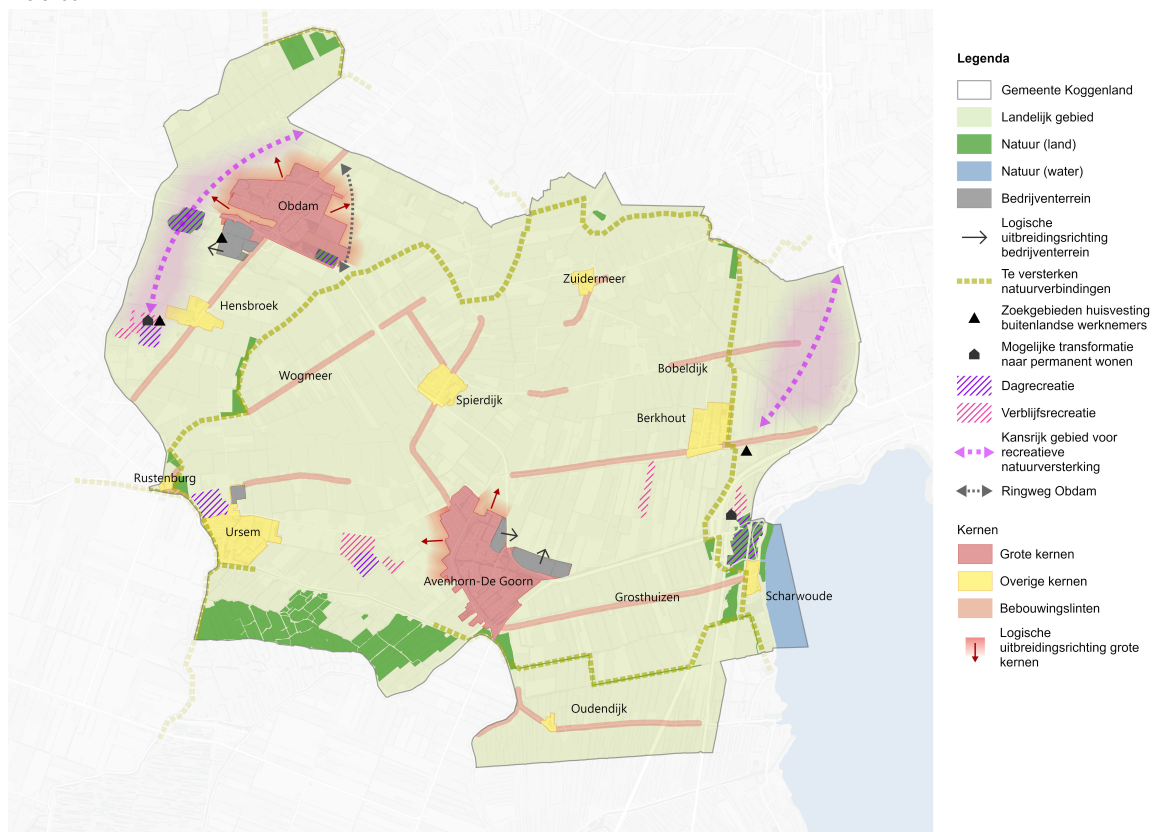 Obdam
Hensbroek
Zuidermeer
Wogmeer
Spierdijk
Bobeldijk
Berkhout
Rustenburg
Ursem
Avenhorn-De Goorn
Grosthuizen
Scharwoude
Oudendijk
Legenda
Gemeente Koggenland
Landelijk gebied
Natuur (land)
Natuur (water)
Bedrijventerrein
Logische
uitbreidingsrichting
bedrijventerrein
Te versterken
natuurverbindingen
Zoekgebieden huisvesting
buitenlandse werknemers
Mogelijke transformatie
naar permanent wonen
Dagrecreatie
Verblijfsrecreatie
Kansrijk gebied voor
recreatieve
natuurversterking
Ringweg Obdam
Kernen
Grote kernen
Overige kernen
Bebouwingslinten
Logische
uitbreidingsrichting grote
kernen